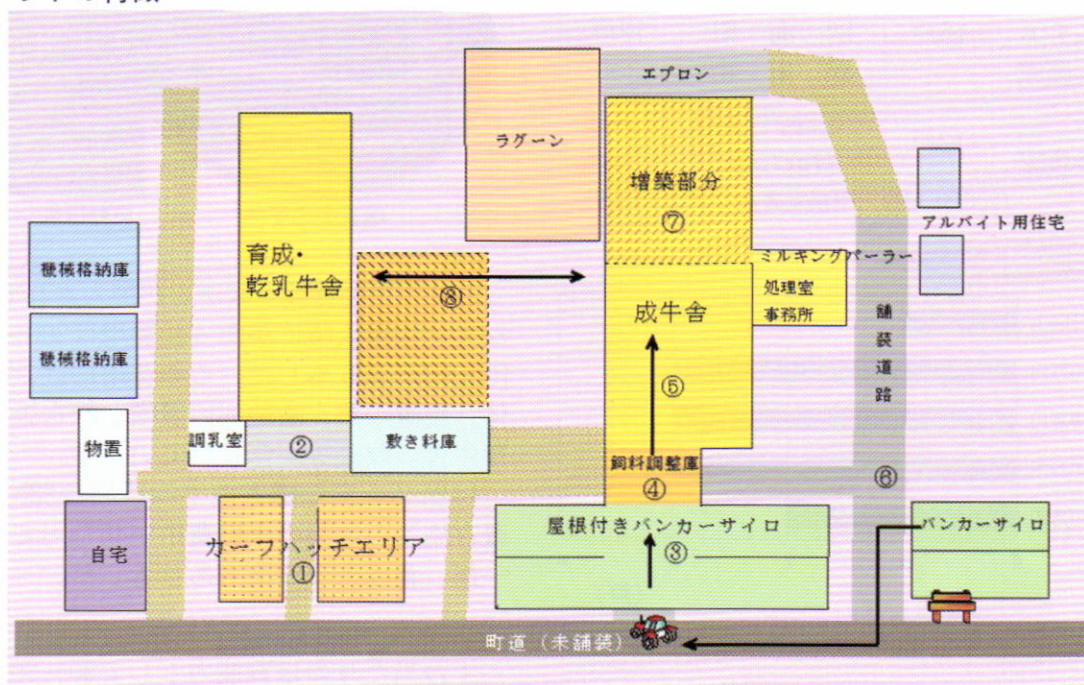 エプロン
ラグーン
増築部分
⑦
アルバイト用住宅
ミルキングパーラー
処理室
事務所
育成・
乾乳牛舎
⑧
成牛舎
⑤
舗装道路
機械格納庫
機械格納庫
物置
調乳室
②
敷き料庫
飼料調整庫
④
⑥
自宅
カーフハッチエリア
①
屋根付きバンカーサイロ
③
バンカーサイロ
町道(未舗装)